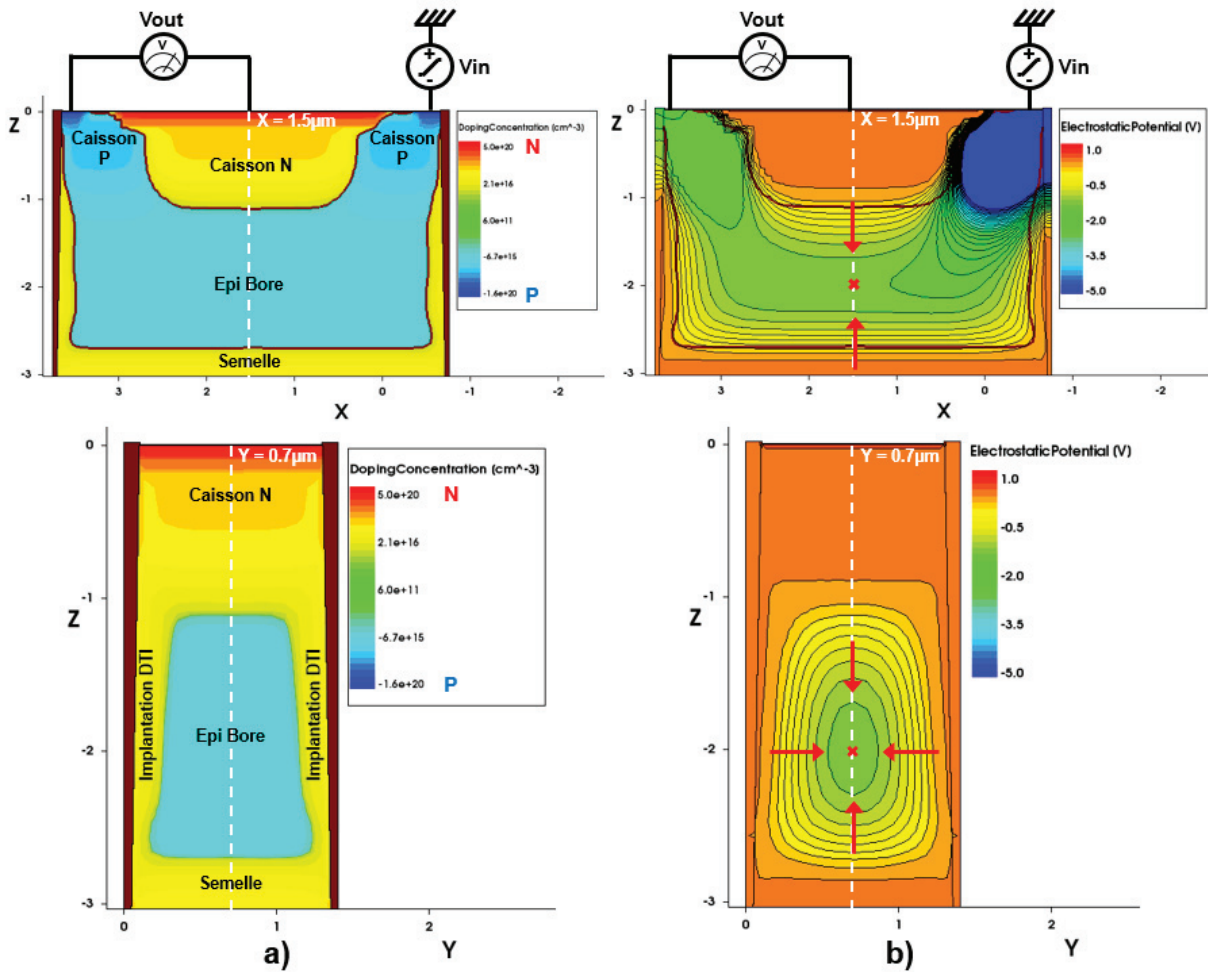 Vout
V
Vin
+
-
Z
0
-1
-2
-3
Caisson P
X = 1.5µm
Caisson P
Caisson N
Epi Bore
Semelle
3
2
1
0
-1
-2
X
DopingConcentration (cm^-3)
5.0e+20 N
2.1e+16
6.0e+11
-6.7e+15
-1.6e+20 P
Vout
V
Vin
+
-
Z
0
-1
-2
-3
X = 1.5µm
3
2
1
0
-1
-2
X
ElectrostaticPotential (V)
1.0
-0.5
-2.0
-3.5
-5.0
Z
0
-1
-2
-3
Y = 0.7µm
Caisson N
Implantation DTI
Epi Bore
Implantation DTI
Semelle
0
1
2
Y
DopingConcentration (cm^-3)
5.0e+20 N
2.1e+16
6.0e+11
-6.7e+15
-1.6e+20 P
a)
Z
0
-1
-2
-3
Y = 0.7µm
0
1
2
Y
ElectrostaticPotential (V)
1.0
-0.5
-2.0
-3.5
-5.0
b)